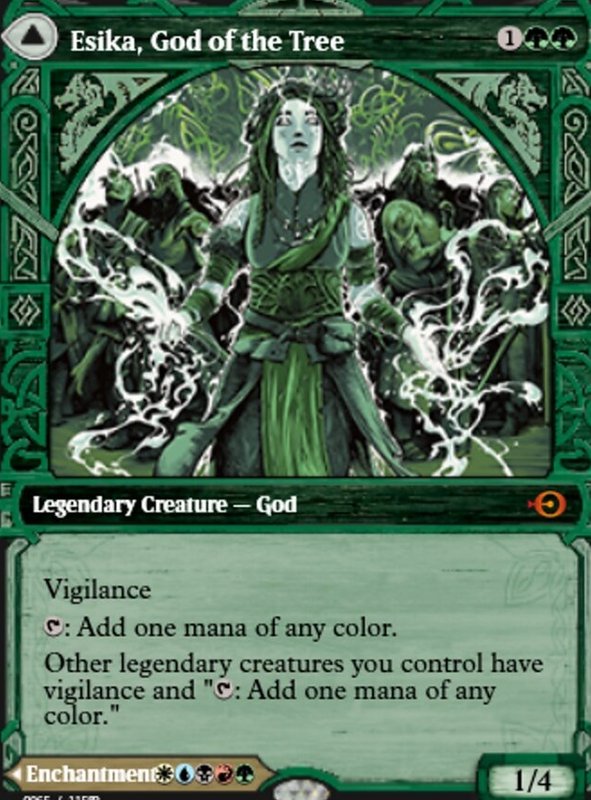 Esika, God of the Tree 1
Legendary Creature — God
Vigilance
: Add one mana of any color.
Other legendary creatures you control have
vigilance and ": Add one mana of any
color."
Enchantment
1/4